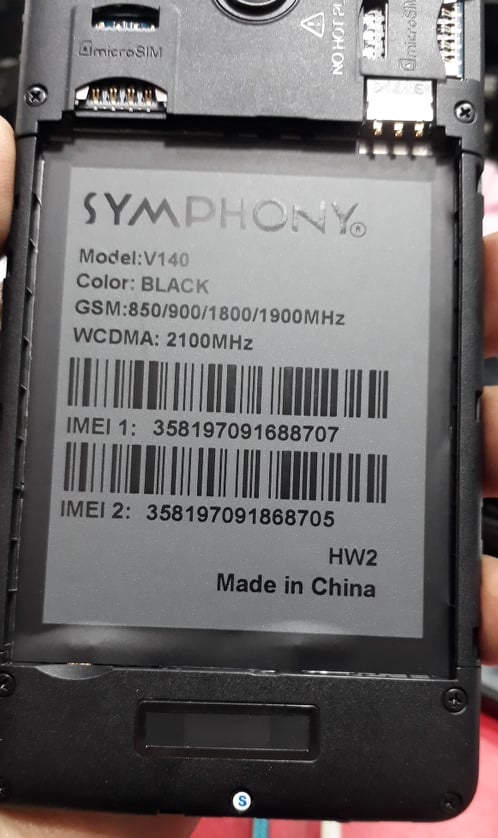 microSIM
NO HOT PL
microSIM
SYMPHONY®
Model:V140
Color: BLACK
GSM:850/900/1800/1900MHz
WCDMA: 2100MHz
IMEI 1: 358197091688707
IMEI 2: 358197091868705
HW2
Made in China
S